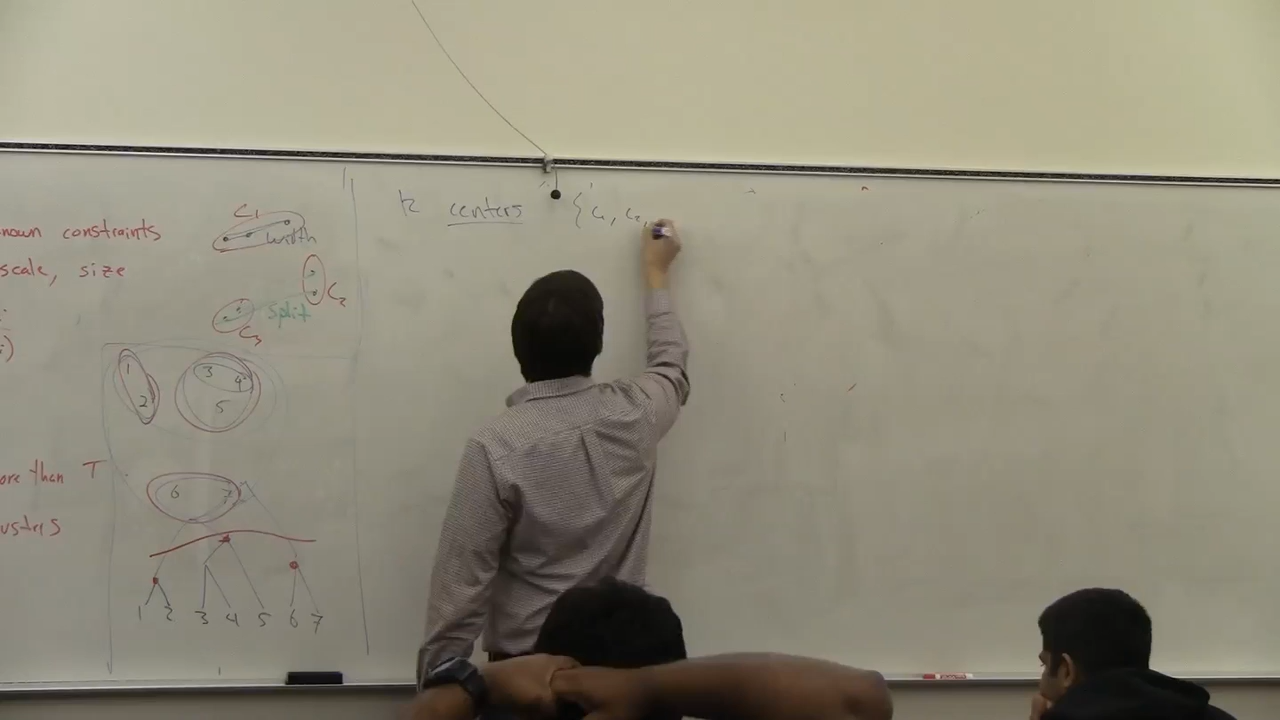 nown constraints
scale, size
ore than T
usters
C1
width
C2
split
C3
1
2
3 4
5
6 7
1 2 3 4 5 6 7
k centers { c1, c2,